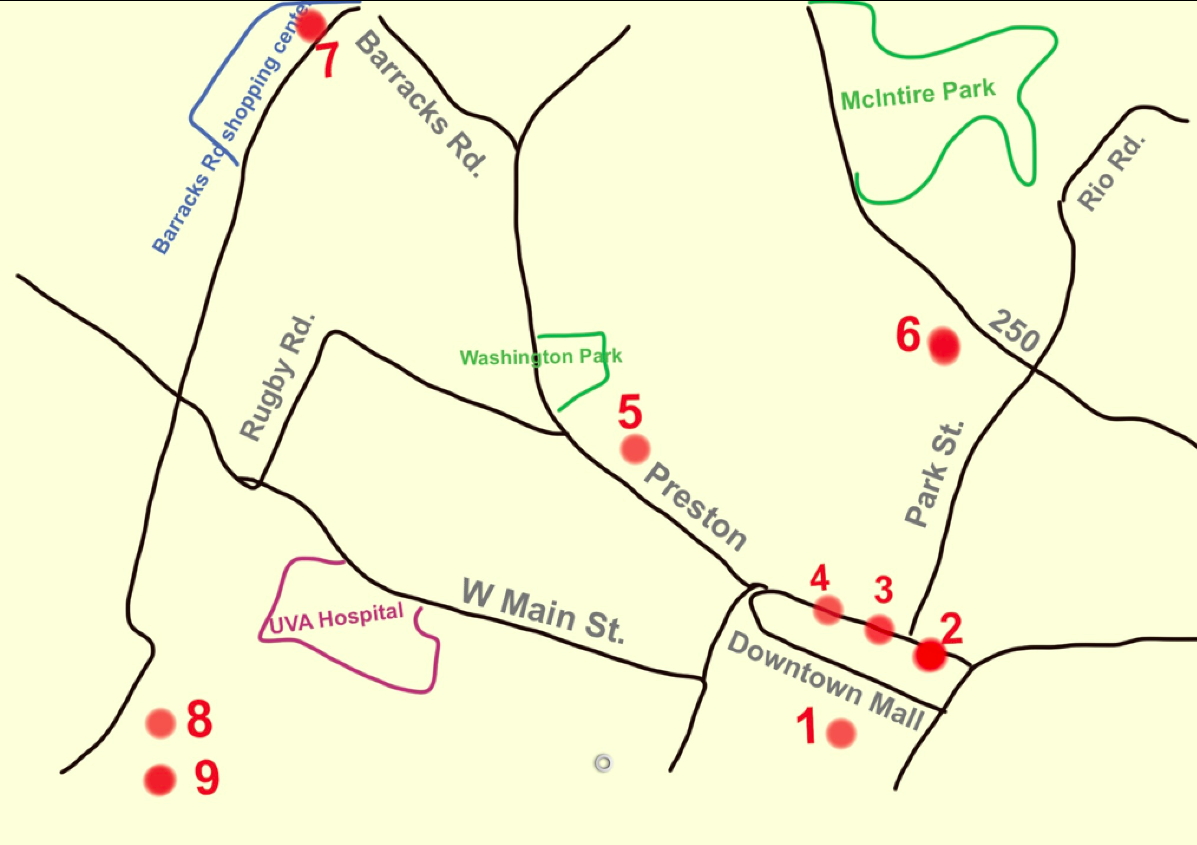 Barracks Rd shopping center
7
Barracks Rd.
McIntire Park
Rio Rd.
Rugby Rd.
Washington Park
6
250
5
Preston
Park St.
UVA Hospital
W Main St.
4
3
2
Downtown Mall
1
8
9